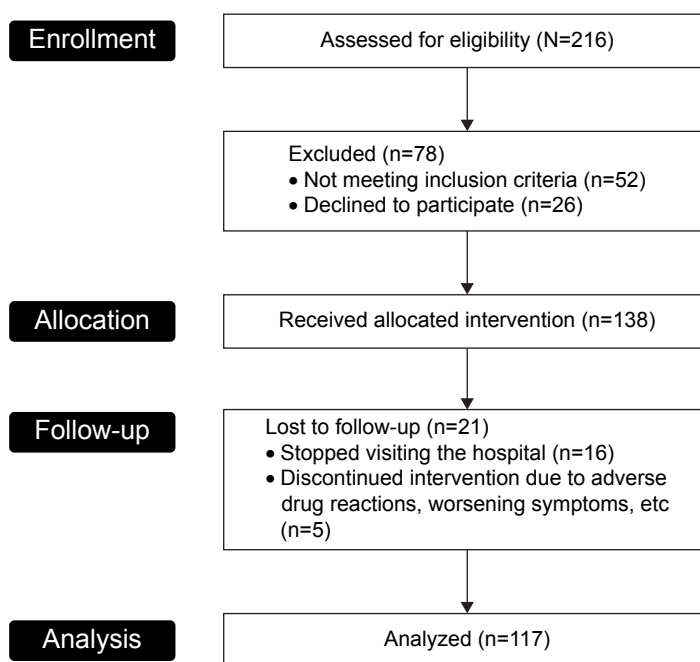 Enrollment
Assessed for eligibility (N=216)
Excluded (n=78)
• Not meeting inclusion criteria (n=52)
• Declined to participate (n=26)
Allocation
Received allocated intervention (n=138)
Follow-up
Lost to follow-up (n=21)
• Stopped visiting the hospital (n=16)
• Discontinued intervention due to adverse
drug reactions, worsening symptoms, etc
(n=5)
Analysis
Analyzed (n=117)